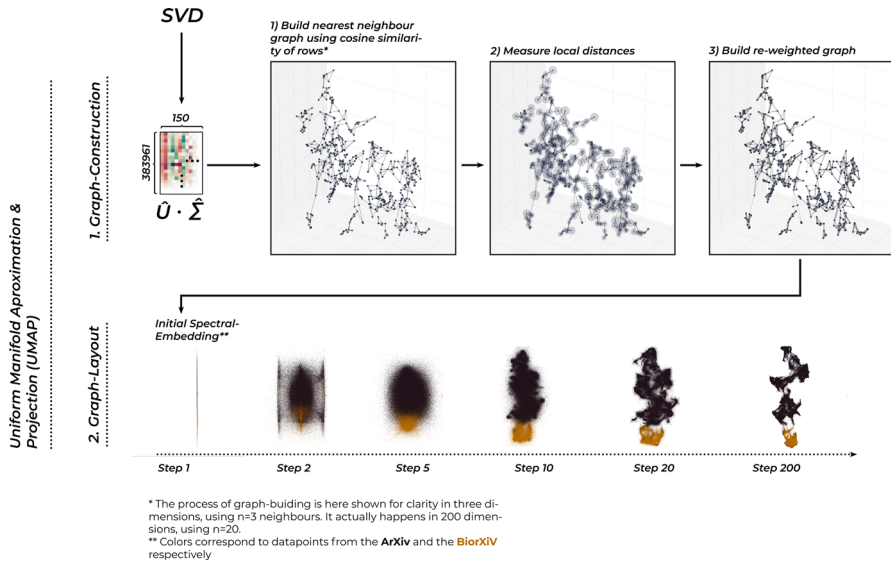 SVD
1) Build nearest neighbour
graph using cosine similari-
ty of rows*
2) Measure local distances
3) Build re-weighted graph
150
383961
Û · Σ̂
Uniform Manifold Aproximation &
Projection (UMAP)
1. Graph-Construction
2. Graph-Layout
Initial Spectral-
Embedding**
Step 1
Step 2
Step 5
Step 10
Step 20
Step 200
* The process of graph-buiding is here shown for clarity in three di-
mensions, using n=3 neighbours. It actually happens in 200 dimen-
sions, using n=20.
** Colors correspond to datapoints from the ArXiv and the BiorXiV
respectively